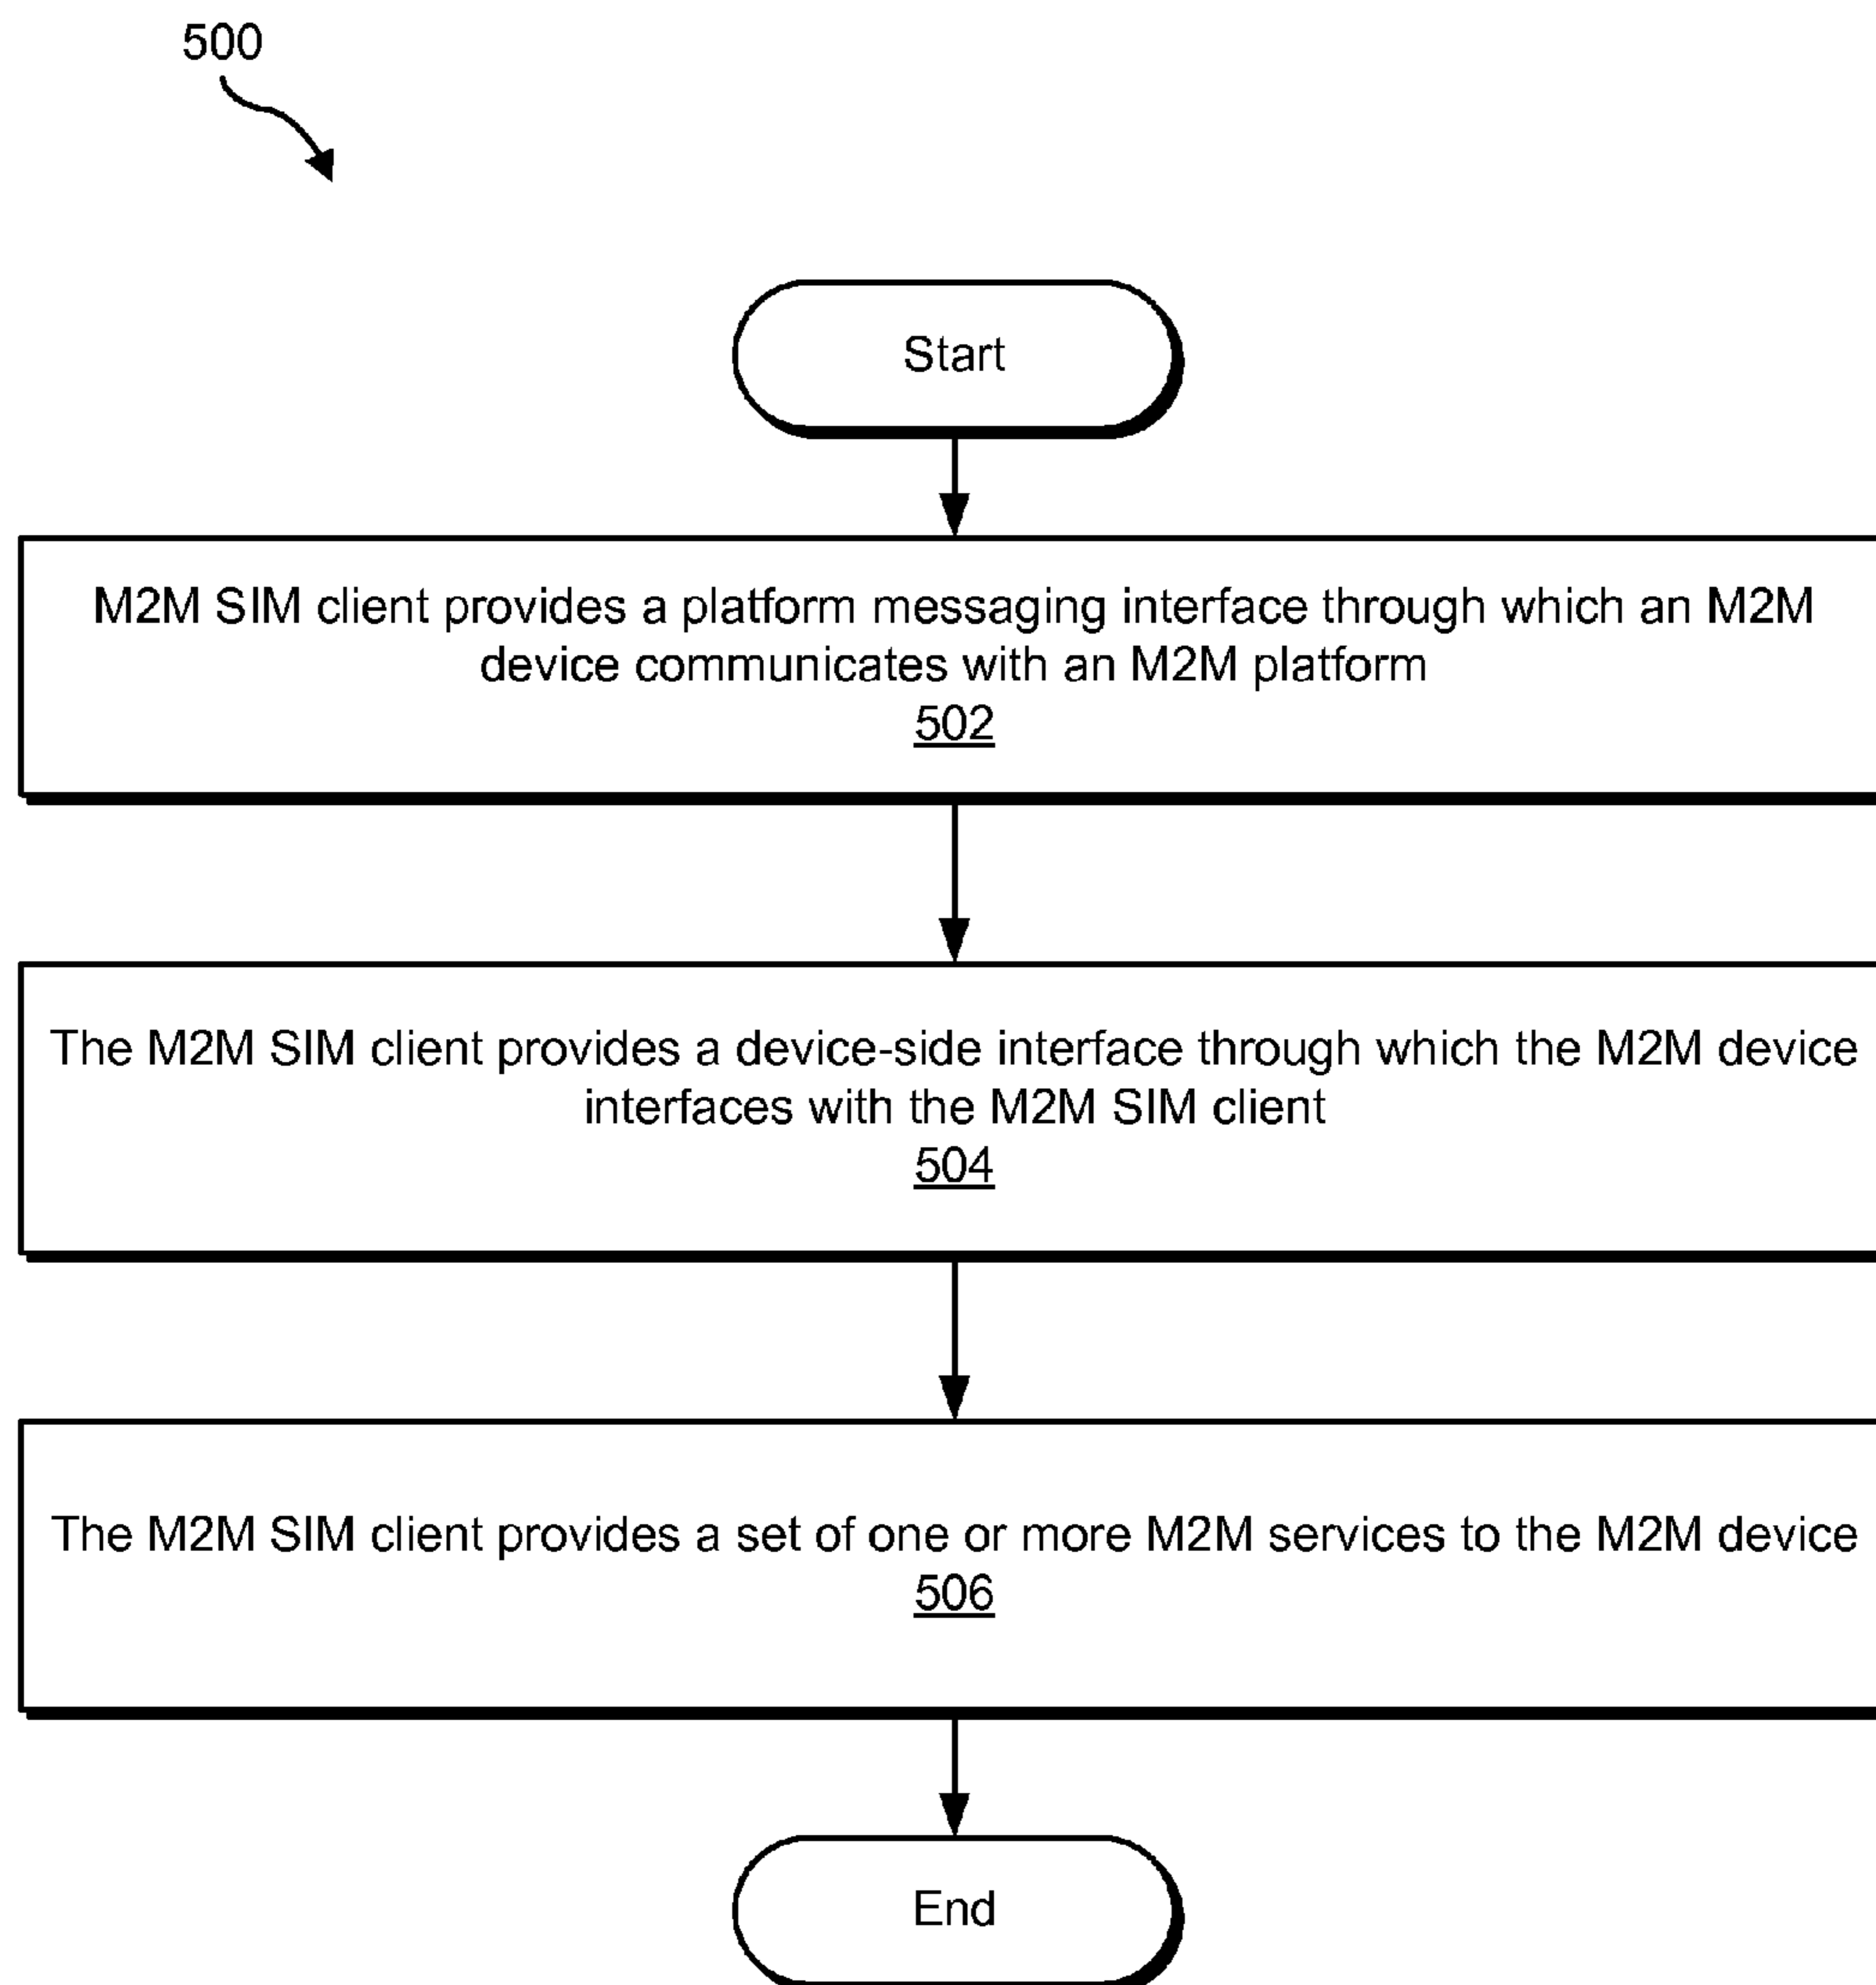 500
Start
M2M SIM client provides a platform messaging interface through which an M2M
device communicates with an M2M platform
502
The M2M SIM client provides a device-side interface through which the M2M device
interfaces with the M2M SIM client
504
The M2M SIM client provides a set of one or more M2M services to the M2M device
506
End